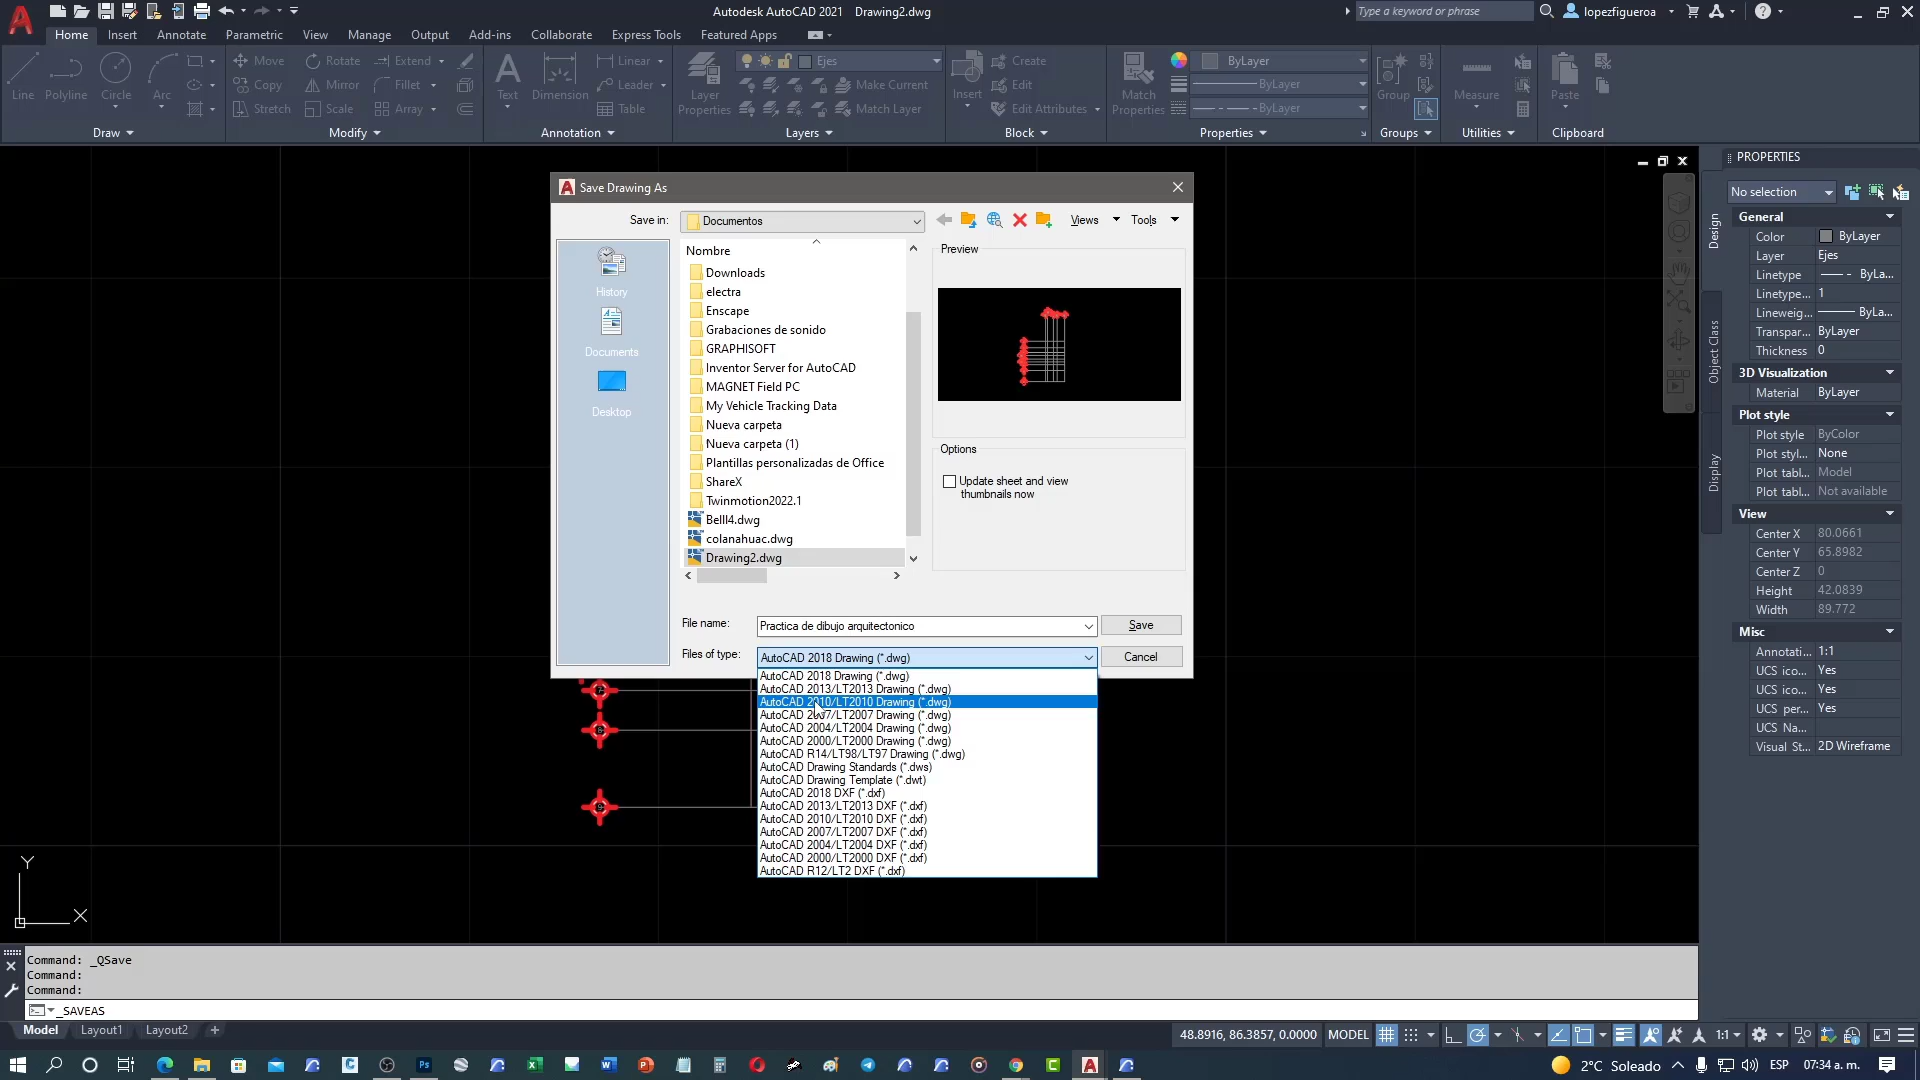 Autodesk AutoCAD 2021 Drawing2.dwg
Type a keyword or phrase
lopezfigueroa
Home Insert Annotate Parametric View Manage Output Add-ins Collaborate Express Tools Featured Apps
Line
Polyline
Circle
Arc
Draw
Move Rotate Extend
Copy Mirror Fillet
Stretch Scale Array
Modify
Text
Dimension
Linear
Leader
Table
Annotation
Layer
Properties
Ejes
Make Current
Match Layer
Layers
Insert
Create
Edit
Edit Attributes
Block
Match
Properties
ByLayer
ByLayer
ByLayer
Properties
Group
Groups
Measure
Utilities
Paste
Clipboard
Save Drawing As
Save in:
Documentos
Views Tools
History
Documents
Desktop
Nombre
Downloads
electra
Enscape
Grabaciones de sonido
GRAPHISOFT
Inventor Server for AutoCAD
MAGNET Field PC
My Vehicle Tracking Data
Nueva carpeta
Nueva carpeta (1)
Plantillas personalizadas de Office
ShareX
Twinmotion2022.1
Belll4.dwg
colanahuac.dwg
Drawing2.dwg
Preview
Options
Update sheet and view
thumbnails now
File name: Practica de dibujo arquitectonico Save
Files of type: AutoCAD 2018 Drawing (*.dwg) Cancel
AutoCAD 2018 Drawing (*.dwg)
AutoCAD 2013/LT2013 Drawing (*.dwg)
AutoCAD 2010/LT2010 Drawing (*.dwg)
AutoCAD 2007/LT2007 Drawing (*.dwg)
AutoCAD 2004/LT2004 Drawing (*.dwg)
AutoCAD 2000/LT2000 Drawing (*.dwg)
AutoCAD R14/LT98/LT97 Drawing (*.dwg)
AutoCAD Drawing Standards (*.dws)
AutoCAD Drawing Template (*.dwt)
AutoCAD 2018 DXF (*.dxf)
AutoCAD 2013/LT2013 DXF (*.dxf)
AutoCAD 2010/LT2010 DXF (*.dxf)
AutoCAD 2007/LT2007 DXF (*.dxf)
AutoCAD 2004/LT2004 DXF (*.dxf)
AutoCAD 2000/LT2000 DXF (*.dxf)
AutoCAD R12/LT2 DXF (*.dxf)
Y
X
PROPERTIES
No selection
Design
Object Class
Display
General
Color ByLayer
Layer Ejes
Linetype ByLa...
Linetype... 1
Lineweig... ByLa...
Transpar... ByLayer
Thickness 0
3D Visualization
Material ByLayer
Plot style
Plot style ByColor
Plot styl... None
Plot tabl... Model
Plot tabl... Not available
View
Center X 80.0661
Center Y 65.8982
Center Z 0
Height 42.0839
Width 89.772
Misc
Annotati... 1:1
UCS ico... Yes
UCS ico... Yes
UCS per... Yes
UCS Na...
Visual St... 2D Wireframe
Command: _QSave
Command:
Command:
_SAVEAS
Model Layout1 Layout2 +
48.8916, 86.3857, 0.0000 MODEL 1:1
2°C Soleado ESP 07:34 a. m.